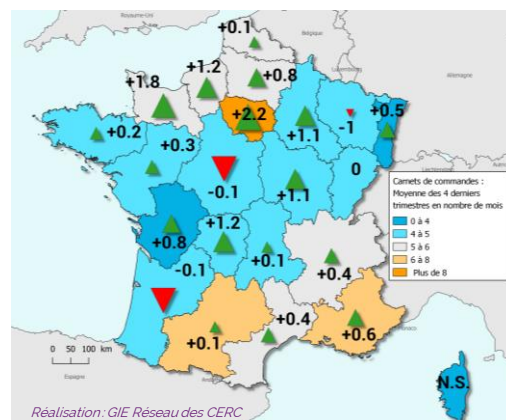 Royaume-Uni
+0.1
Belgique
+1.8
+1.2
+0.8
Luxembourg
Allemagne
+2.2
+0.5
+0.2
+0.3
+1.1
-1
-0.1
+1.1
0
Liechtenstein
Carnets de commandes :
Moyenne des 4 derniers
trimestres en nombre de mois
0 à 4
4 à 5
5 à 6
6 à 8
Plus de 8
+0.8
+1.2
+0.1
-0.1
+0.4
+0.4
+0.6
Monaco
+0.1
0 50 100 km
Espagne
N.S.
Réalisation: GIE Réseau des CERC